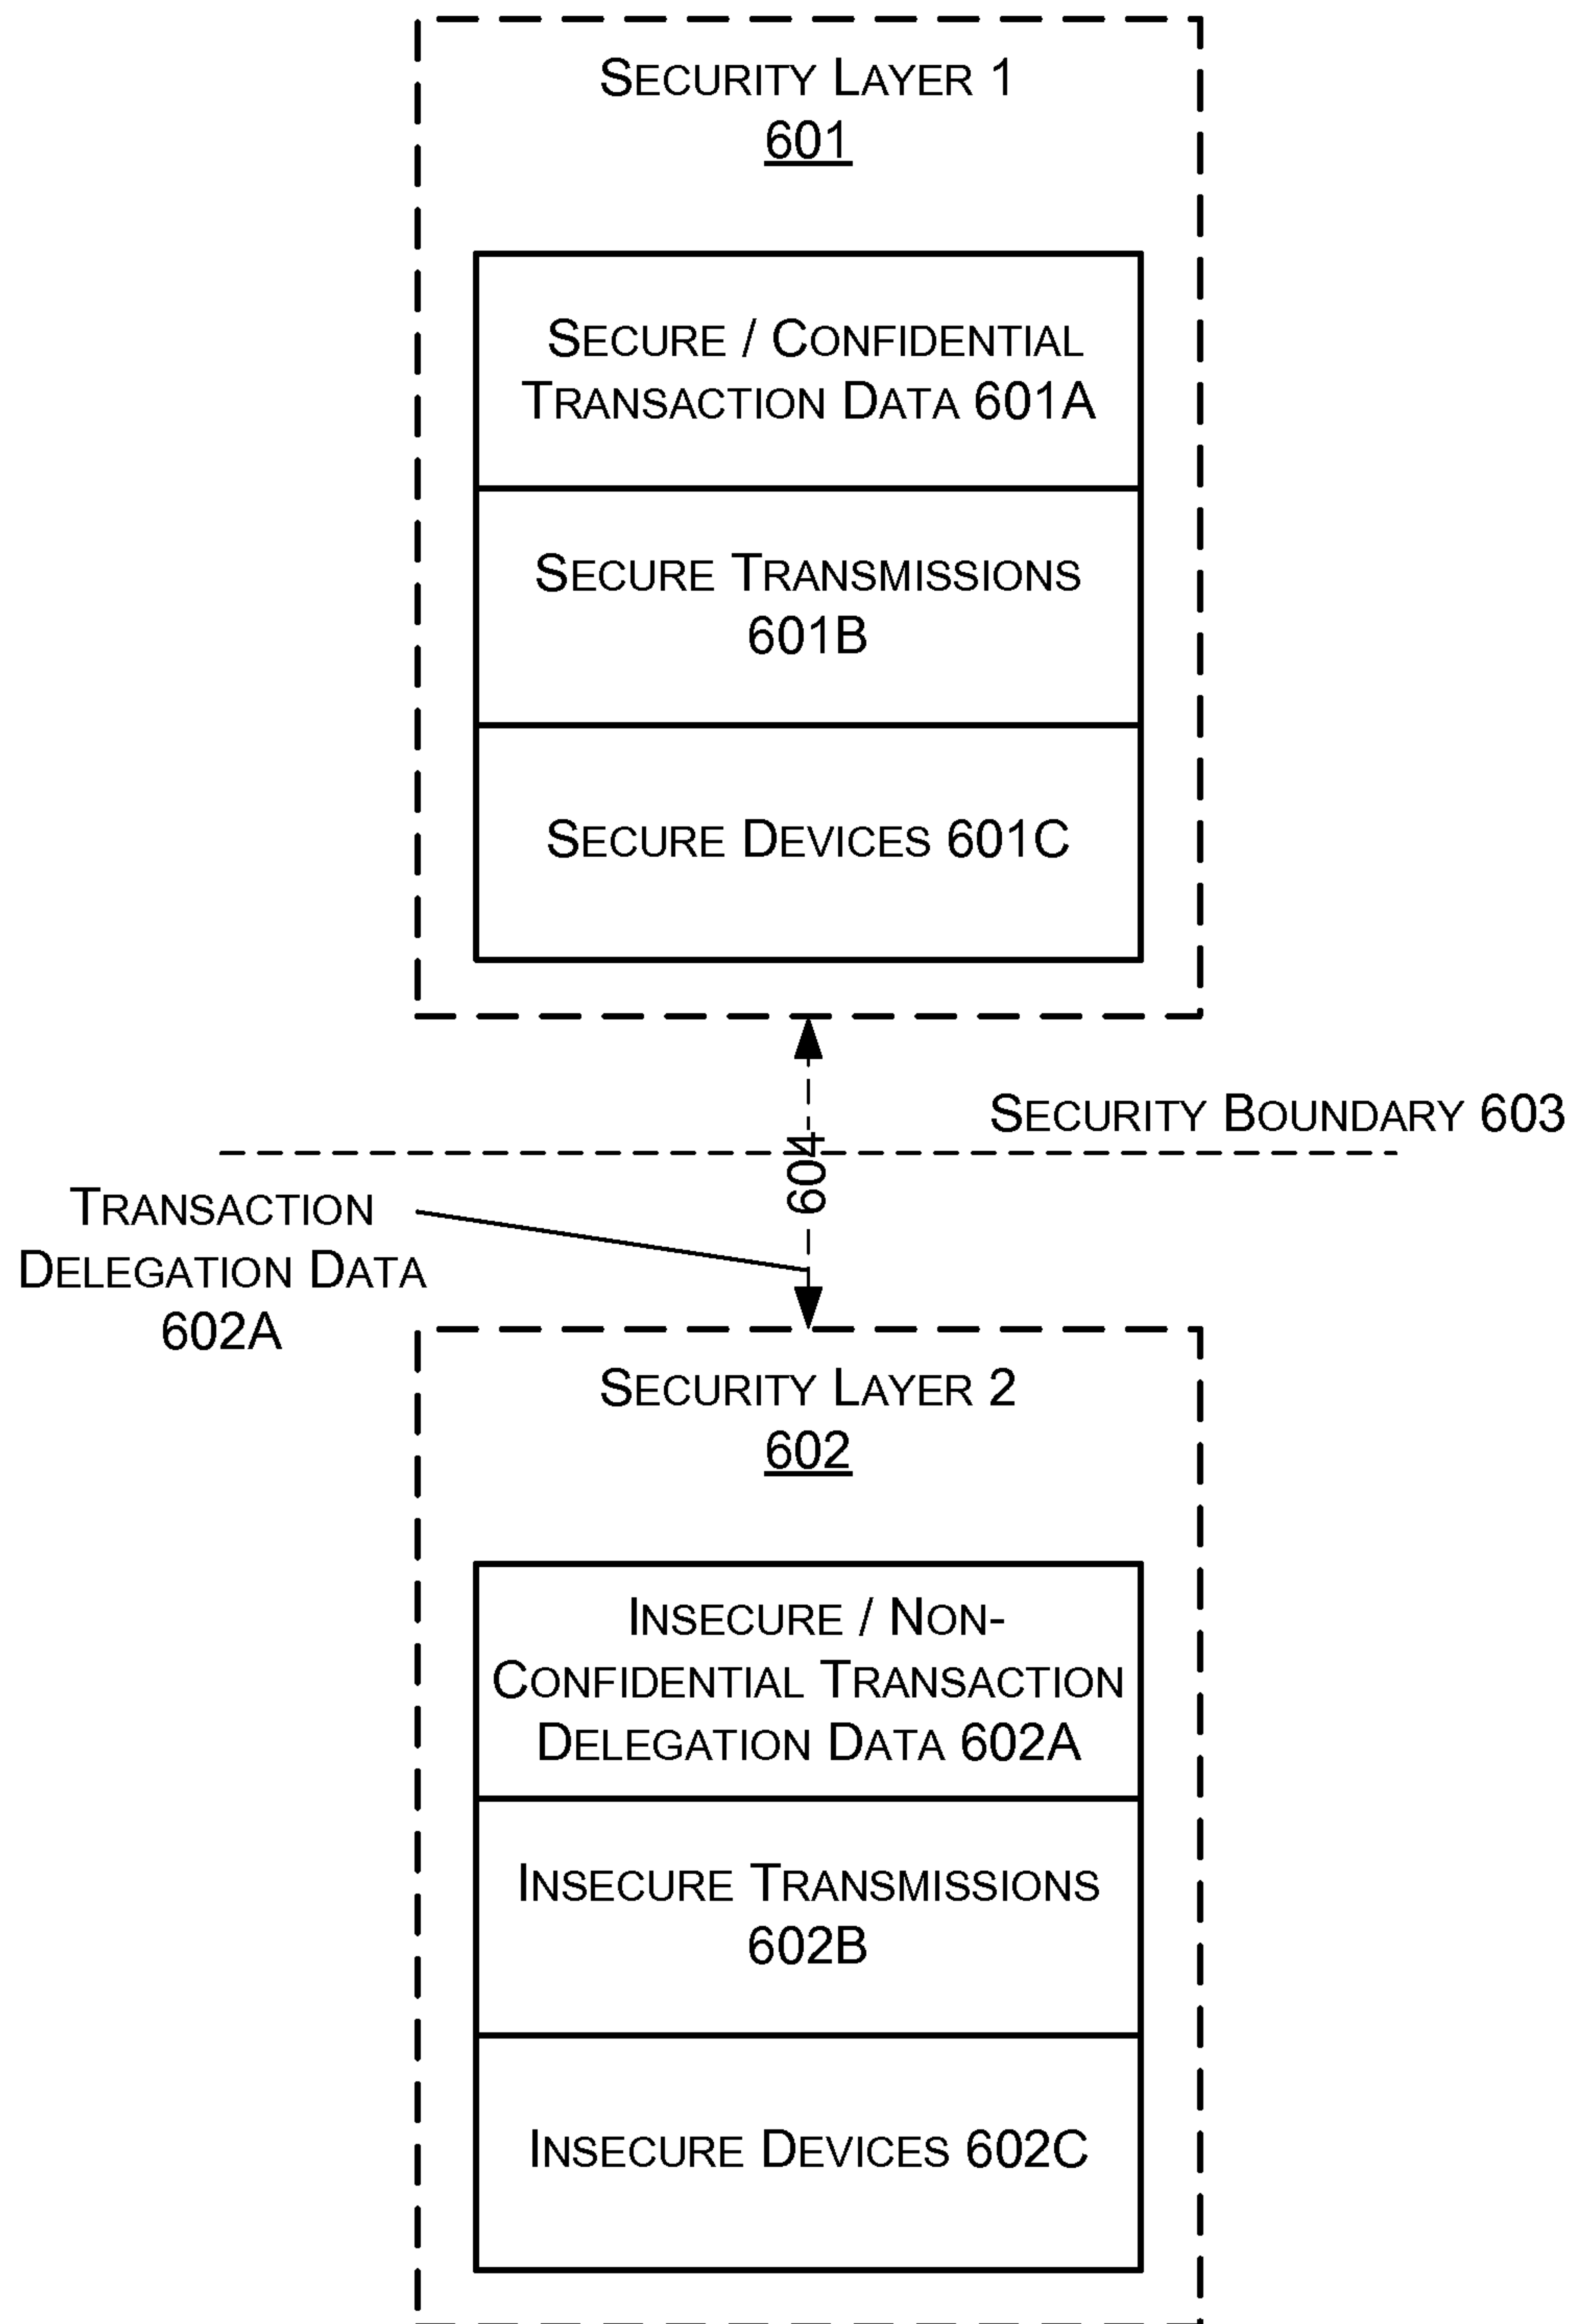 SECURITY LAYER 1
601
SECURE / CONFIDENTIAL
TRANSACTION DATA 601A
SECURE TRANSMISSIONS
601B
SECURE DEVICES 601C
SECURITY BOUNDARY 603
604
TRANSACTION
DELEGATION DATA
602A
SECURITY LAYER 2
602
INSECURE / NON-
CONFIDENTIAL TRANSACTION
DELEGATION DATA 602A
INSECURE TRANSMISSIONS
602B
INSECURE DEVICES 602C